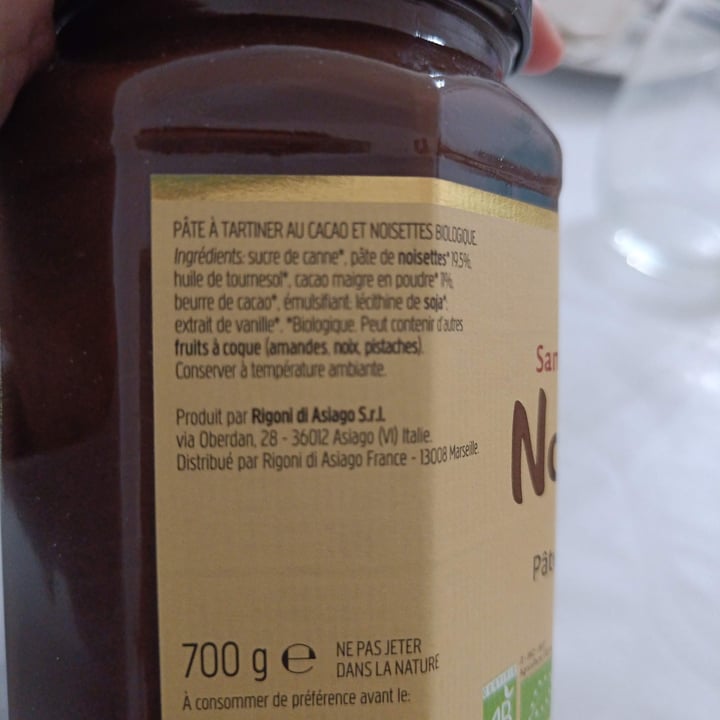 PÂTE À TARTINER AU CACAO ET NOISETTES BIOLOGIQUE
Ingrédients: sucre de canne*, pâte de noisettes* 19,5%,
huile de tournesol*, cacao maigre en poudre*
beurre de cacao*, émulsifiant: lécithine de soja*,
extrait de vanille*. *Biologique. Peut contenir d'autres
fruits à coque (amandes, noix, pistaches).
Conserver à température ambiante.
Produit par Rigoni di Asiago S.r.l.
via Oberdan, 28 - 36012 Asiago (VI) Italie.
Distribué par Rigoni di Asiago France - 13008 Marseille
700 g e
NE PAS JETER
DANS LA NATURE
À consommer de préférence avant le:
San
No
Pât
AB